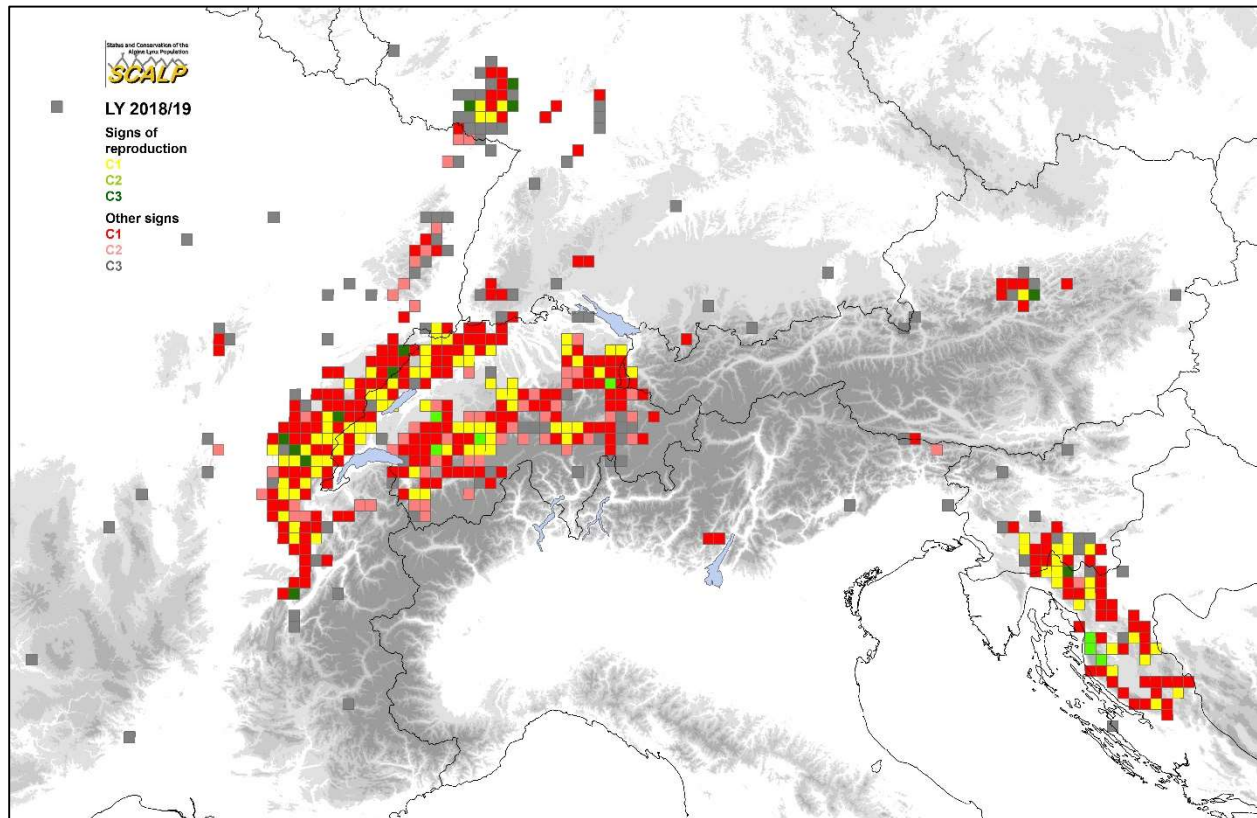 Status and Conservation of the
Alpine Lynx Population
SCALP
LY 2018/19
Signs of
reproduction
C1
C2
C3
Other signs
C1
C2
C3